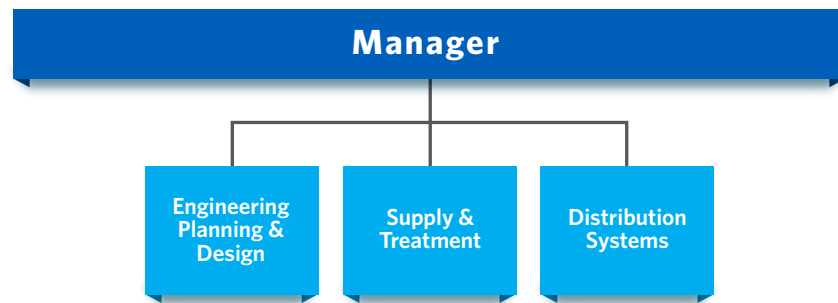 Manager
Engineering
Planning &
Design
Supply &
Treatment
Distribution
Systems